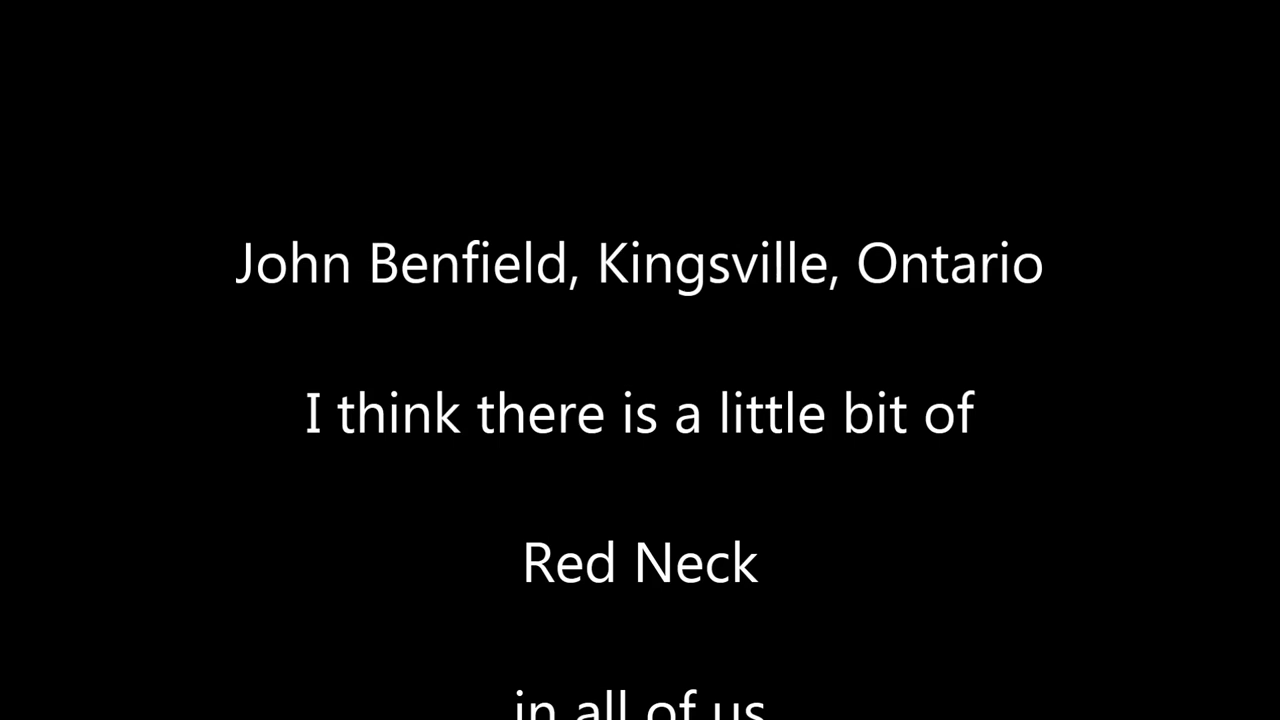 John Benfield, Kingsville, Ontario
I think there is a little bit of
Red Neck
in all of us